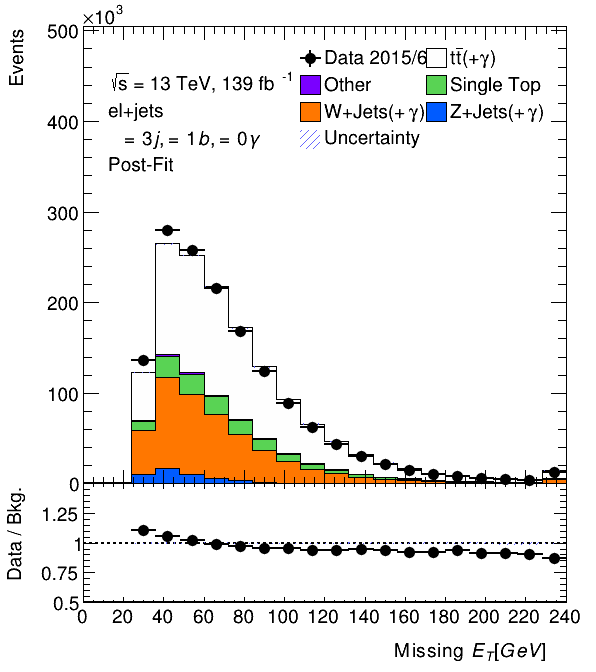 ×10³
Events
500
400
300
200
100
0
√s = 13 TeV, 139 fb⁻¹
el+jets
= 3j, = 1b, = 0γ
Post-Fit
Data 2015/6
tt̄(+γ)
Other
Single Top
W+Jets(+γ)
Z+Jets(+γ)
Uncertainty
Data / Bkg.
1.25
1
0.75
0.5
0 20 40 60 80 100 120 140 160 180 200 220 240
Missing E_T[GeV]